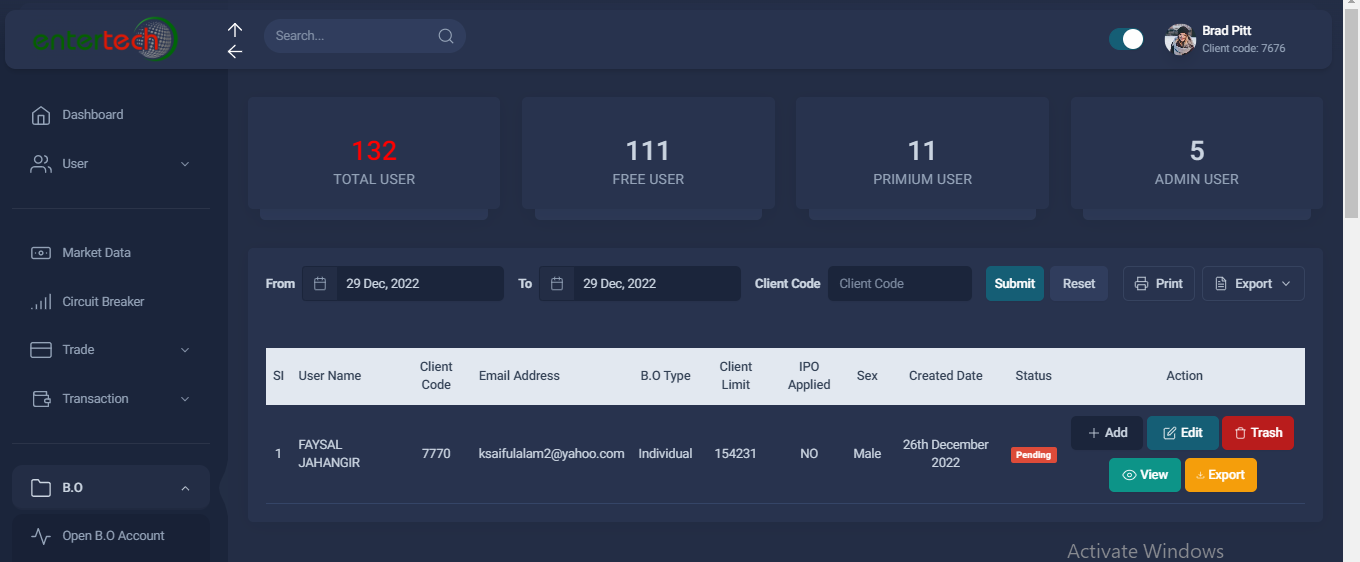 entertech
Search...
Brad Pitt
Client code: 7676
Dashboard
User
Market Data
Circuit Breaker
Trade
Transaction
B.O
Open B.O Account
132
TOTAL USER
111
FREE USER
11
PRIMIUM USER
5
ADMIN USER
From 29 Dec, 2022 To 29 Dec, 2022 Client Code Client Code Submit Reset Print Export
SI User Name Client Code Email Address B.O Type Client Limit IPO Applied Sex Created Date Status Action
1 FAYSAL JAHANGIR 7770 ksaifulalam2@yahoo.com Individual 154231 NO Male 26th December 2022 Pending
Add Edit Trash
View Export
Activate Windows